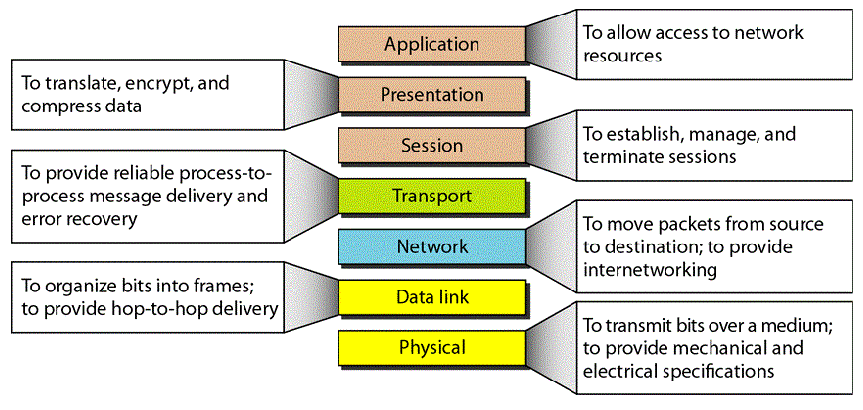 Application
To allow access to network
resources
To translate, encrypt, and
compress data
Presentation
Session
To establish, manage, and
terminate sessions
To provide reliable process-to-
process message delivery and
error recovery
Transport
Network
To move packets from source
to destination; to provide
internetworking
To organize bits into frames;
to provide hop-to-hop delivery
Data link
Physical
To transmit bits over a medium;
to provide mechanical and
electrical specifications